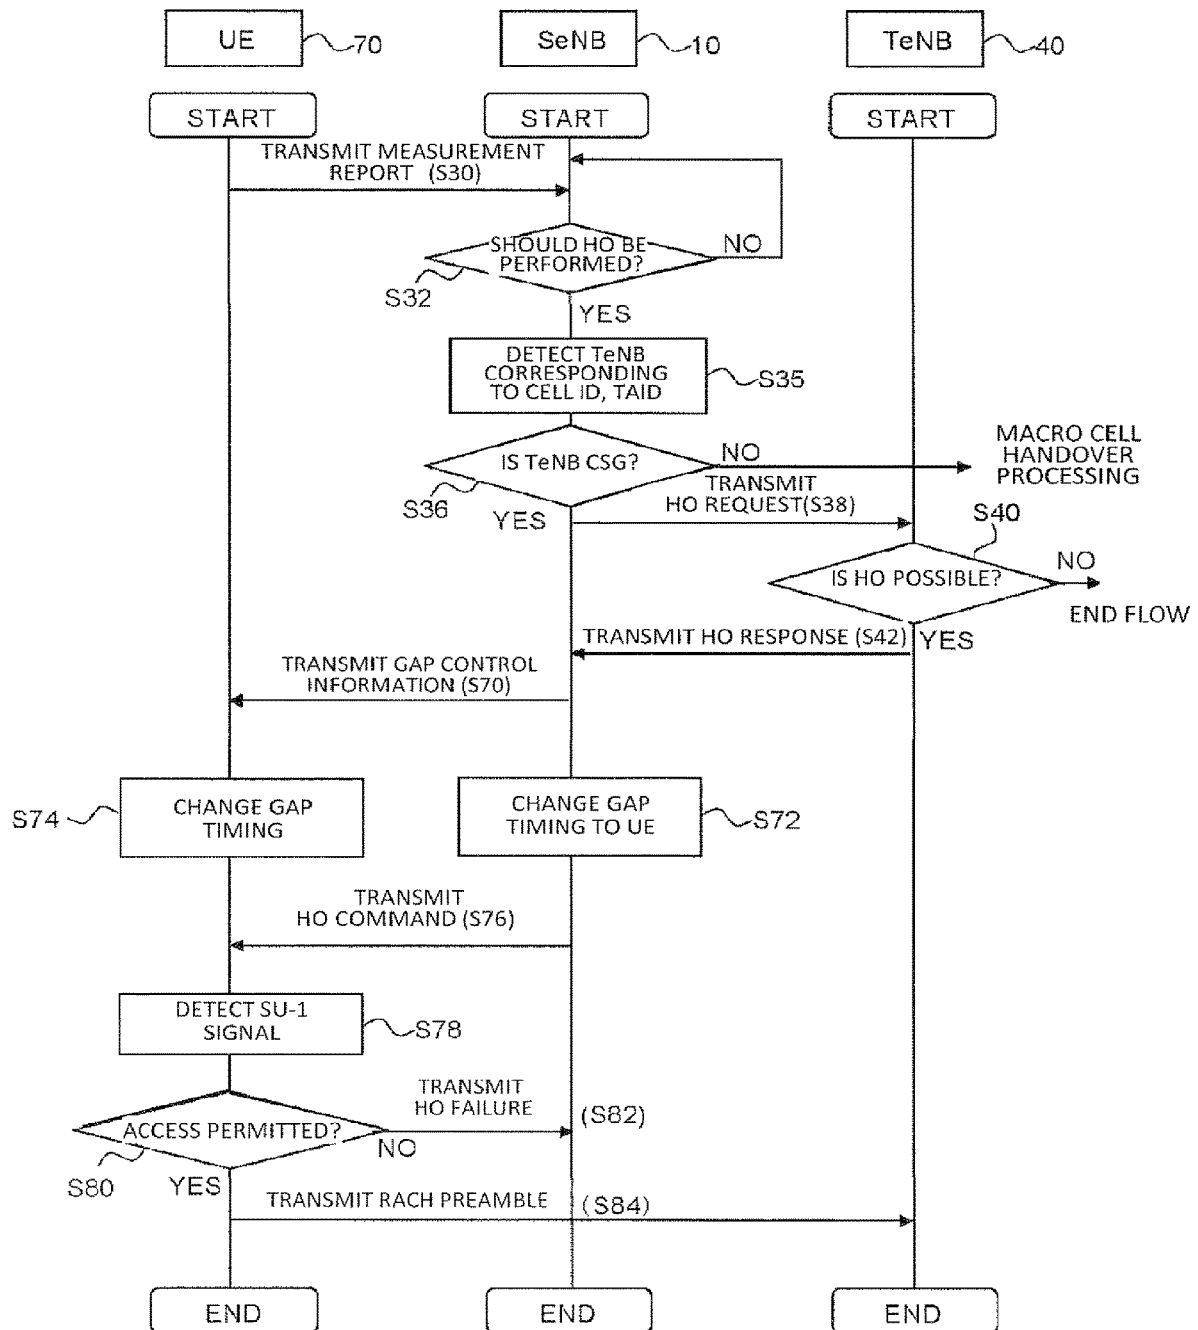 UE
70
SeNB
10
TeNB
40
START
START
START
TRANSMIT MEASUREMENT
REPORT (S30)
SHOULD HO BE
PERFORMED?
NO
S32
YES
DETECT TeNB
CORRESPONDING
TO CELL ID, TAID
S35
IS TeNB CSG?
NO
MACRO CELL
HANDOVER
PROCESSING
S36
YES
TRANSMIT
HO REQUEST(S38)
S40
IS HO POSSIBLE?
NO
END FLOW
YES
TRANSMIT HO RESPONSE (S42)
TRANSMIT GAP CONTROL
INFORMATION (S70)
S74
CHANGE GAP
TIMING
CHANGE GAP
TIMING TO UE
S72
TRANSMIT
HO COMMAND (S76)
DETECT SU-1
SIGNAL
S78
TRANSMIT
HO FAILURE
(S82)
ACCESS PERMITTED?
NO
S80
YES
TRANSMIT RACH PREAMBLE
(S84)
END
END
END